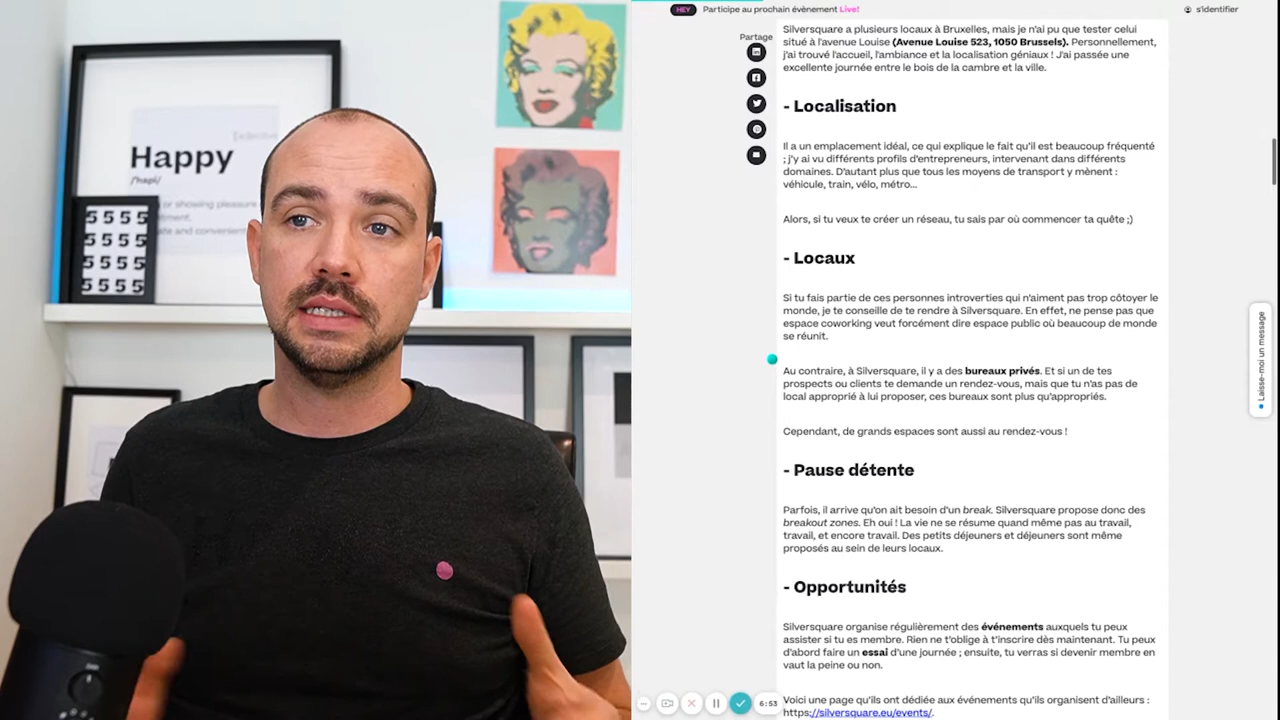 HEY Participe au prochain évènement Live!
s'identifier
Happy
/'hapi/
or showing pleasure
tment.
ate and convenient
5555
5555
5555
5555
Partage
Silversquare a plusieurs locaux à Bruxelles, mais je n'ai pu que tester celui
situé à l'avenue Louise (Avenue Louise 523, 1050 Brussels). Personnellement,
j'ai trouvé l'accueil, l'ambiance et la localisation géniaux ! J'ai passée une
excellente journée entre le bois de la cambre et la ville.
- Localisation
Il a un emplacement idéal, ce qui explique le fait qu'il est beaucoup fréquenté
; j'y ai vu différents profils d'entrepreneurs, intervenant dans différents
domaines. D'autant plus que tous les moyens de transport y mènent :
véhicule, train, vélo, métro...
Alors, si tu veux te créer un réseau, tu sais par où commencer ta quête ;)
- Locaux
Si tu fais partie de ces personnes introverties qui n'aiment pas trop côtoyer le
monde, je te conseille de te rendre à Silversquare. En effet, ne pense pas que
espace coworking veut forcément dire espace public où beaucoup de monde
se réunit.
Au contraire, à Silversquare, il y a des bureaux privés. Et si un de tes
prospects ou clients te demande un rendez-vous, mais que tu n'as pas de
local approprié à lui proposer, ces bureaux sont plus qu'appropriés.
Cependant, de grands espaces sont aussi au rendez-vous !
- Pause détente
Parfois, il arrive qu'on ait besoin d'un break. Silversquare propose donc des
breakout zones. Eh oui ! La vie ne se résume quand même pas au travail,
travail, et encore travail. Des petits déjeuners et déjeuners sont même
proposés au sein de leurs locaux.
- Opportunités
Silversquare organise régulièrement des événements auxquels tu peux
assister si tu es membre. Rien ne t'oblige à t'inscrire dès maintenant. Tu peux
d'abord faire un essai d'une journée ; ensuite, tu verras si devenir membre en
vaut la peine ou non.
Voici une page qu'ils ont dédiée aux événements qu'ils organisent d'ailleurs :
https://silversquare.eu/events/.
Laisse-moi un message
6:53